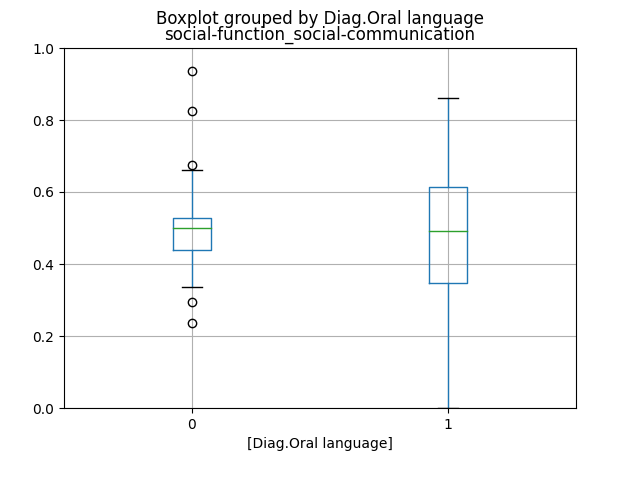 Boxplot grouped by Diag.Oral language
social-function_social-communication
1.0
0.8
0.6
0.4
0.2
0.0
0
1
[Diag.Oral language]